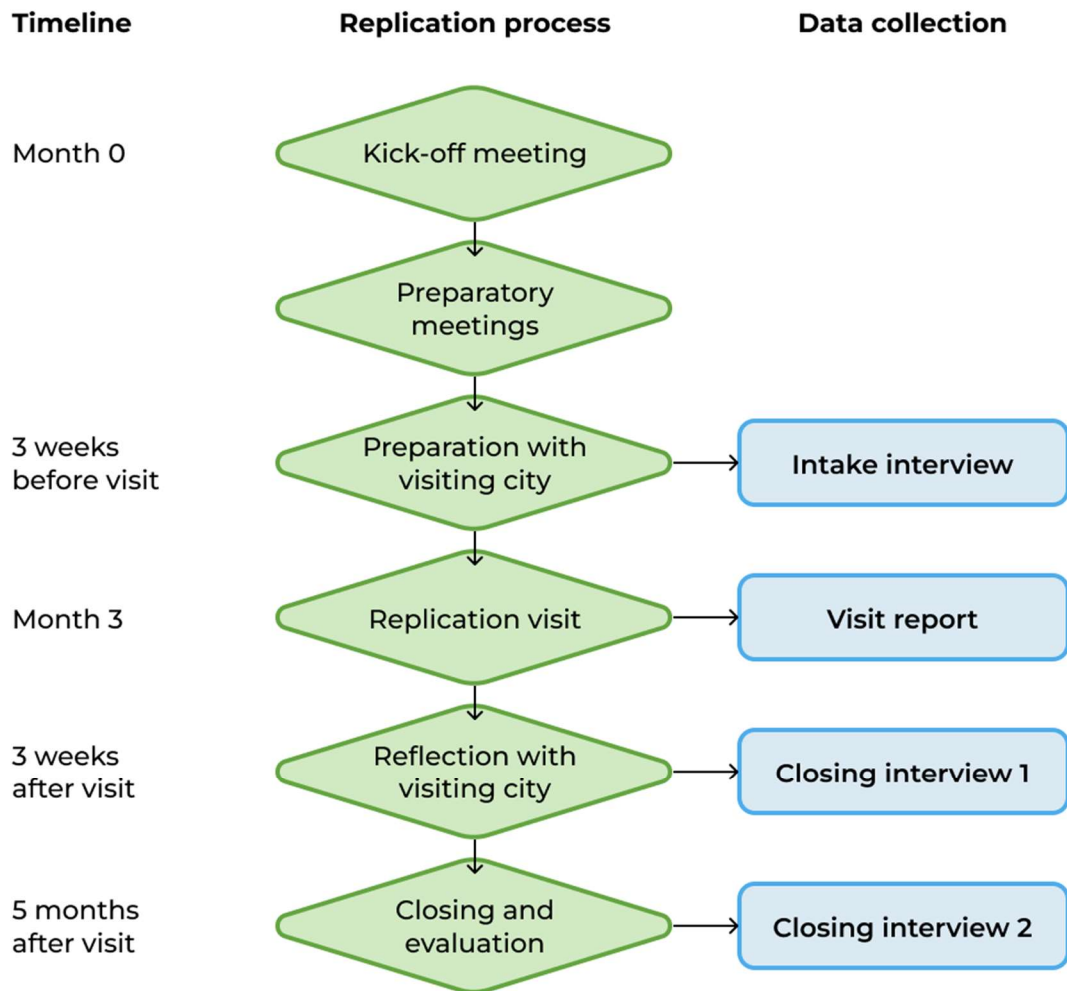 Timeline
Replication process
Data collection
Month 0
Kick-off meeting
Preparatory
meetings
3 weeks
before visit
Preparation with
visiting city
Intake interview
Month 3
Replication visit
Visit report
3 weeks
after visit
Reflection with
visiting city
Closing interview 1
5 months
after visit
Closing and
evaluation
Closing interview 2